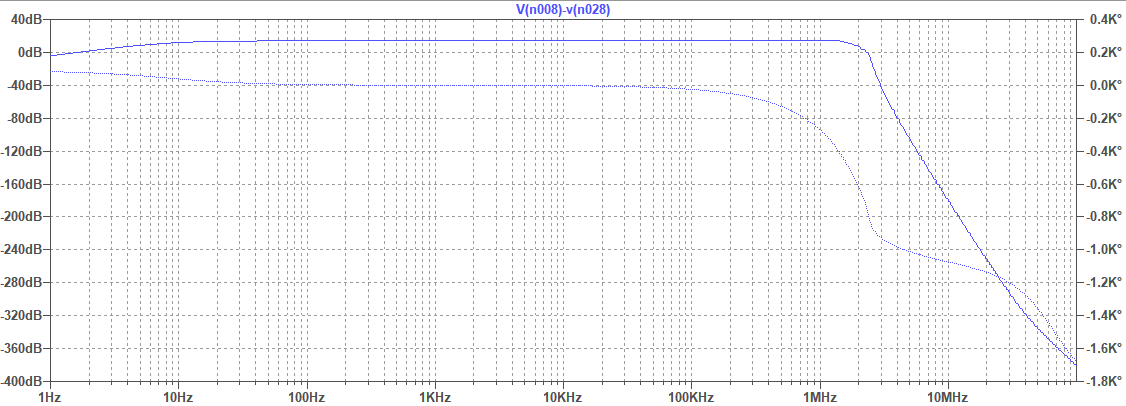 V(n008)-v(n028)
40dB
0dB
-40dB
-80dB
-120dB
-160dB
-200dB
-240dB
-280dB
-320dB
-360dB
-400dB
0.4K°
0.2K°
0.0K°
-0.2K°
-0.4K°
-0.6K°
-0.8K°
-1.0K°
-1.2K°
-1.4K°
-1.6K°
-1.8K°
1Hz 10Hz 100Hz 1KHz 10KHz 100KHz 1MHz 10MHz